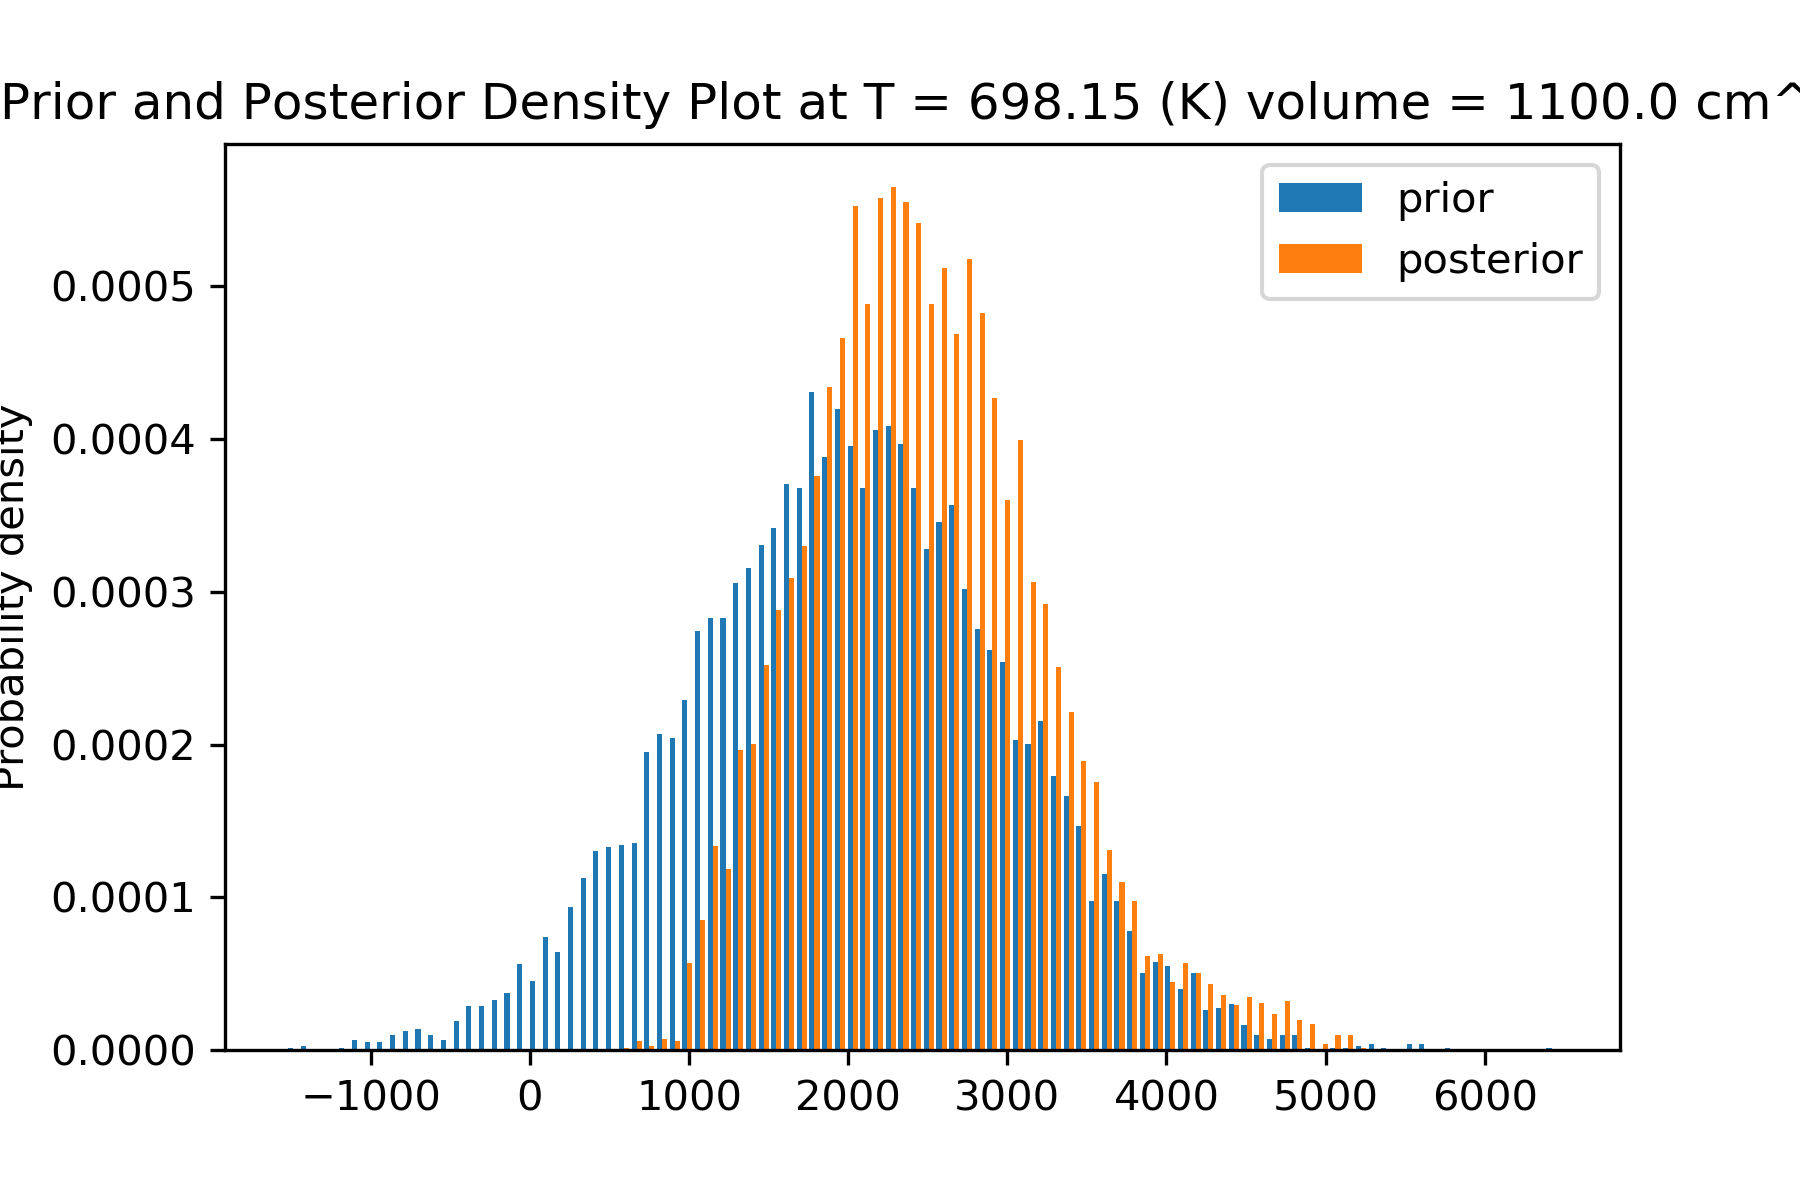 Prior and Posterior Density Plot at T = 698.15 (K) volume = 1100.0 cm^
prior
posterior
Probability density
0.0005
0.0004
0.0003
0.0002
0.0001
0.0000
−1000 0 1000 2000 3000 4000 5000 6000